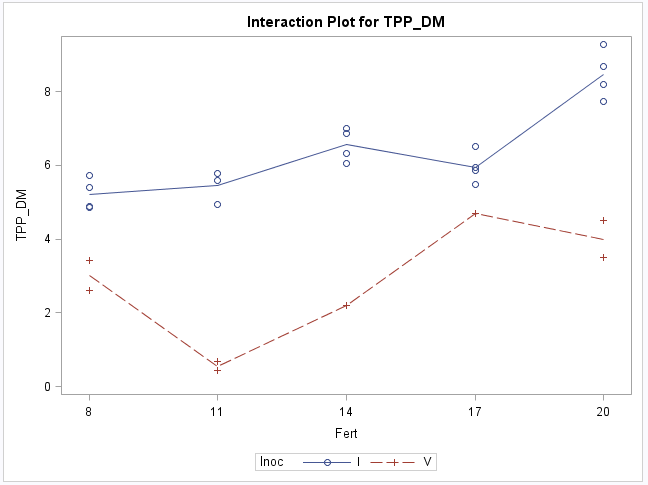 Interaction Plot for TPP_DM
8
6
4
2
0
TPP_DM
8 11 14 17 20
Fert
Inoc I V